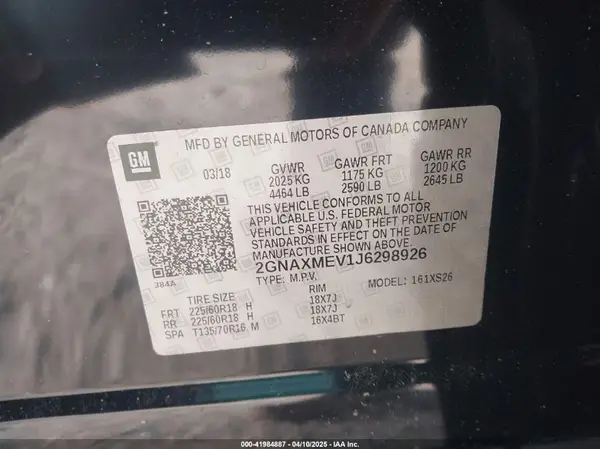 MFD BY GENERAL MOTORS OF CANADA COMPANY
GM
03/18
GVWR GAWR FRT GAWR RR
2025 KG 1175 KG 1200 KG
4464 LB 2590 LB 2645 LB
THIS VEHICLE CONFORMS TO ALL
APPLICABLE U.S. FEDERAL MOTOR
VEHICLE SAFETY AND THEFT PREVENTION
STANDARDS IN EFFECT ON THE DATE OF
MANUFACTURE SHOWN ABOVE.
2GNAXMEV1J6298926
384A
TYPE: M.P.V. MODEL: 161XS26
TIRE SIZE RIM
FRT 225/60R18 H 18X7J
RR 225/60R18 H 18X7J
SPA T135/70R16 M 16X4BT
000-41984887 — 04/10/2025 — IAA Inc.